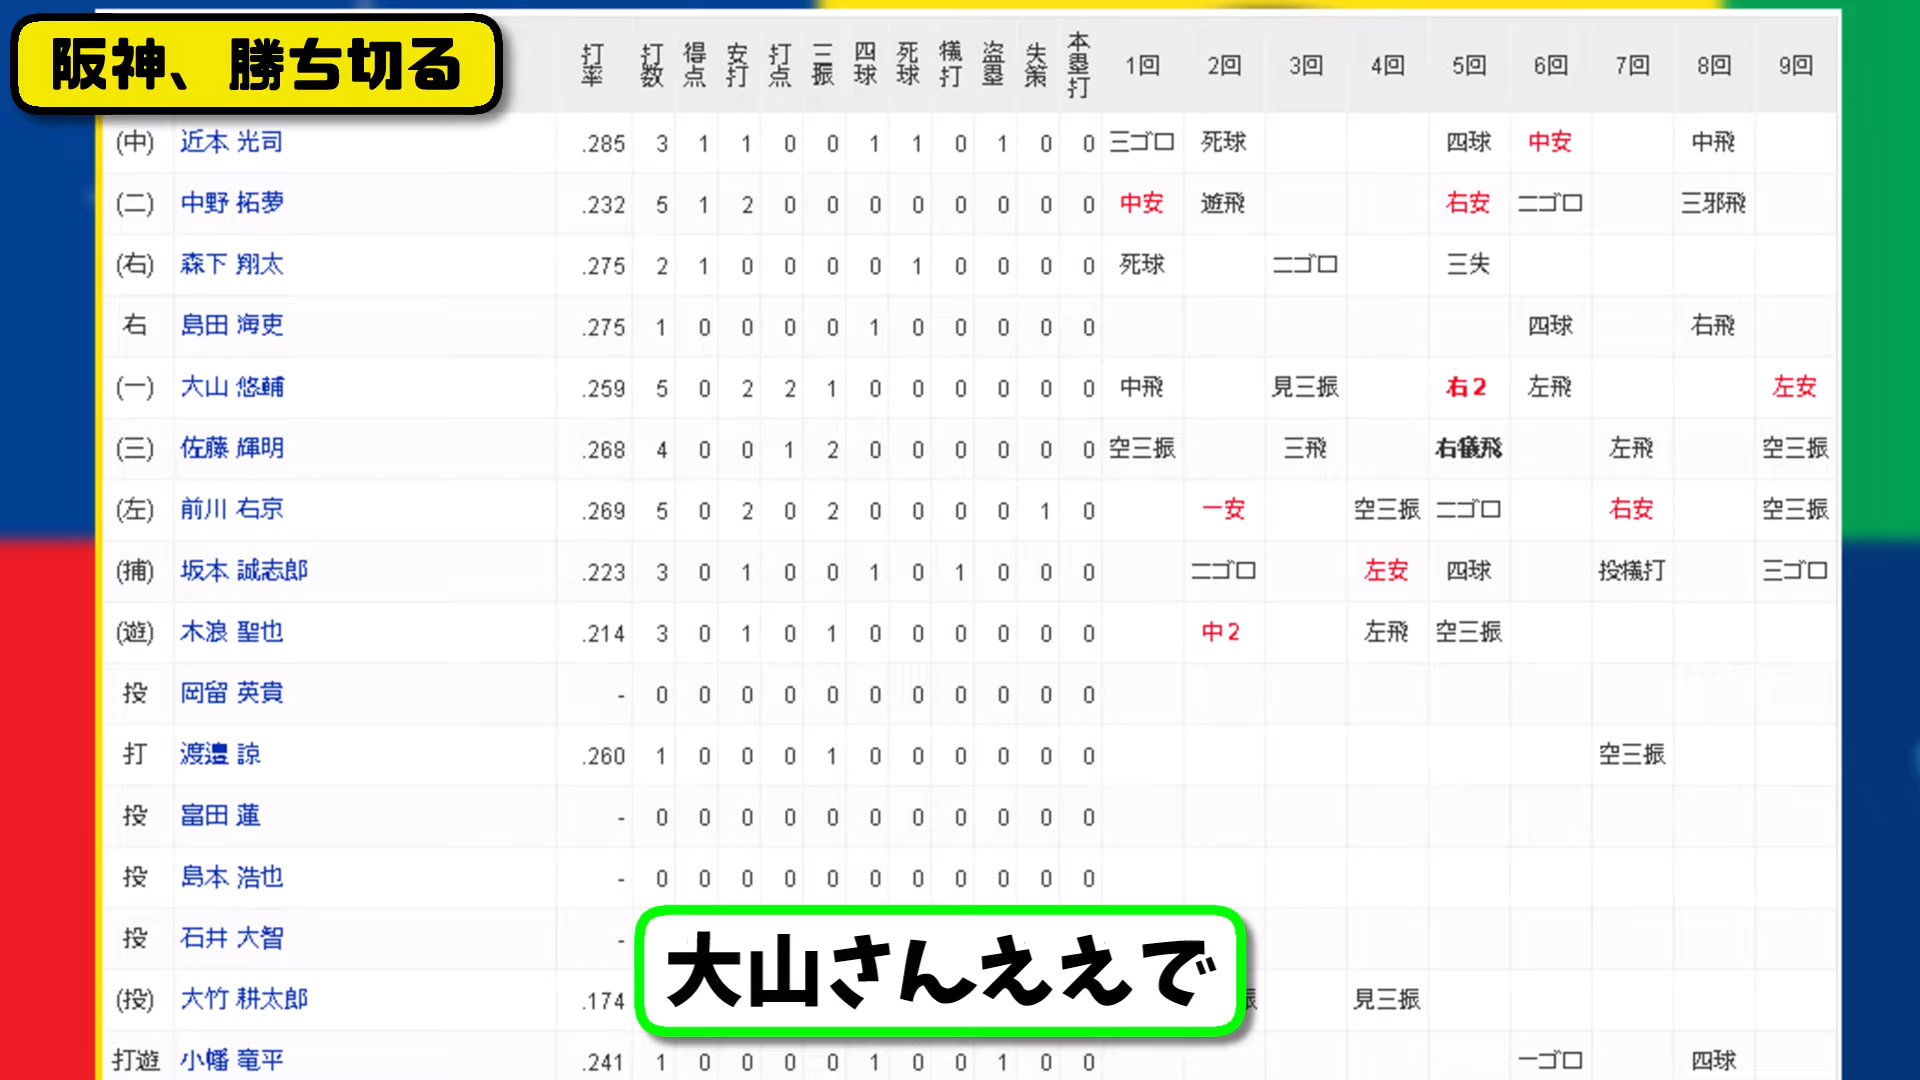 阪神、勝ち切る
打率 打数 得点 安打 打点 三振 四球 死球 犠打 盗塁 失策 本塁打 1回 2回 3回 4回 5回 6回 7回 8回 9回
(中) 近本 光司 .285 3 1 1 0 0 1 1 0 1 0 0 三ゴロ 死球 四球 中安 中飛
(二) 中野 拓夢 .232 5 1 2 0 0 0 0 0 0 0 0 中安 遊飛 右安 二ゴロ 三邪飛
(右) 森下 翔太 .275 2 1 0 0 0 0 1 0 0 0 0 死球 二ゴロ 三失
右 島田 海吏 .275 1 0 0 0 0 1 0 0 0 0 0 四球 右飛
(一) 大山 悠輔 .259 5 0 2 2 1 0 0 0 0 0 0 中飛 見三振 右2 左飛 左安
(三) 佐藤 輝明 .268 4 0 0 1 2 0 0 0 0 0 0 空三振 三飛 右犠飛 左飛 空三振
(左) 前川 右京 .269 5 0 2 0 2 0 0 0 0 1 0 一安 空三振 二ゴロ 右安 空三振
(捕) 坂本 誠志郎 .223 3 0 1 0 0 1 0 1 0 0 0 二ゴロ 左安 四球 投犠打 三ゴロ
(遊) 木浪 聖也 .214 3 0 1 0 1 0 0 0 0 0 0 中2 左飛 空三振
投 岡留 英貴 - 0 0 0 0 0 0 0 0 0 0 0
打 渡邉 諒 .260 1 0 0 0 1 0 0 0 0 0 0 空三振
投 富田 蓮 - 0 0 0 0 0 0 0 0 0 0 0
投 島本 浩也 - 0 0 0 0 0 0 0 0 0 0 0
投 石井 大智 -
(投) 大竹 耕太郎 .174 振 見三振
打遊 小幡 竜平 .241 1 0 0 0 0 1 0 0 1 0 0 一ゴロ 四球
大山さんええで